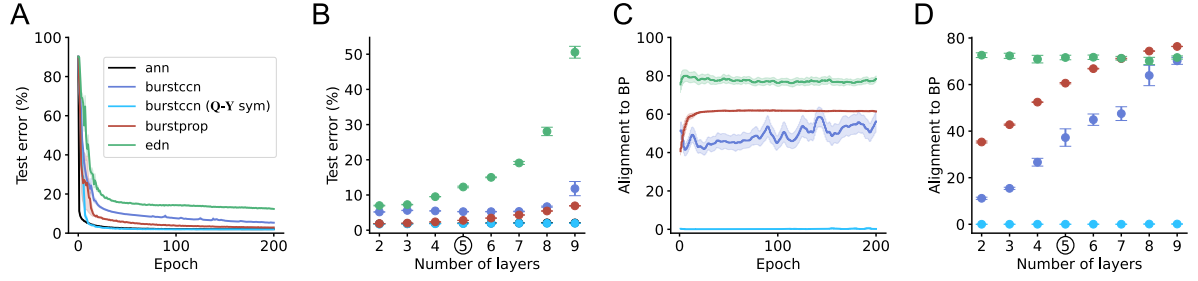 A
Test error (%)
100
80
60
40
20
0
0
100
200
Epoch
ann
burstccn
burstccn (Q-Y sym)
burstprop
edn
B
Test error (%)
50
40
30
20
10
0
2 3 4 5 6 7 8 9
Number of layers
C
Alignment to BP
100
80
60
40
20
0
0
100
200
Epoch
D
Alignment to BP
80
60
40
20
0
2 3 4 5 6 7 8 9
Number of layers